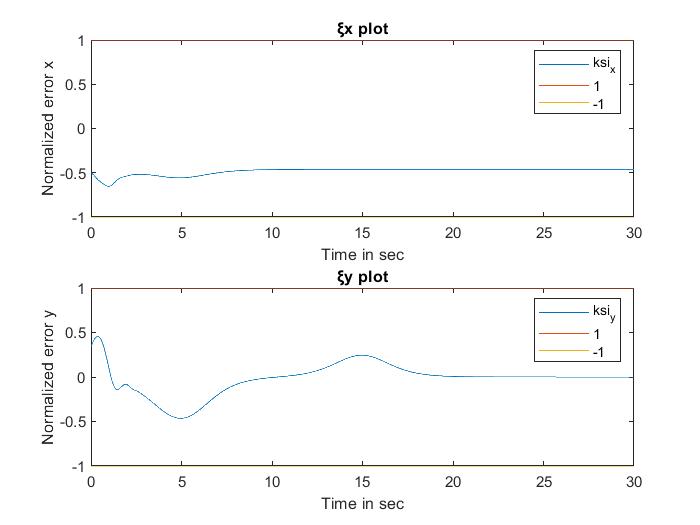 ξx plot
Normalized error x
1
0.5
0
-0.5
-1
ksix
1
-1
0 5 10 15 20 25 30
Time in sec
ξy plot
Normalized error y
1
0.5
0
-0.5
-1
ksiy
1
-1
0 5 10 15 20 25 30
Time in sec